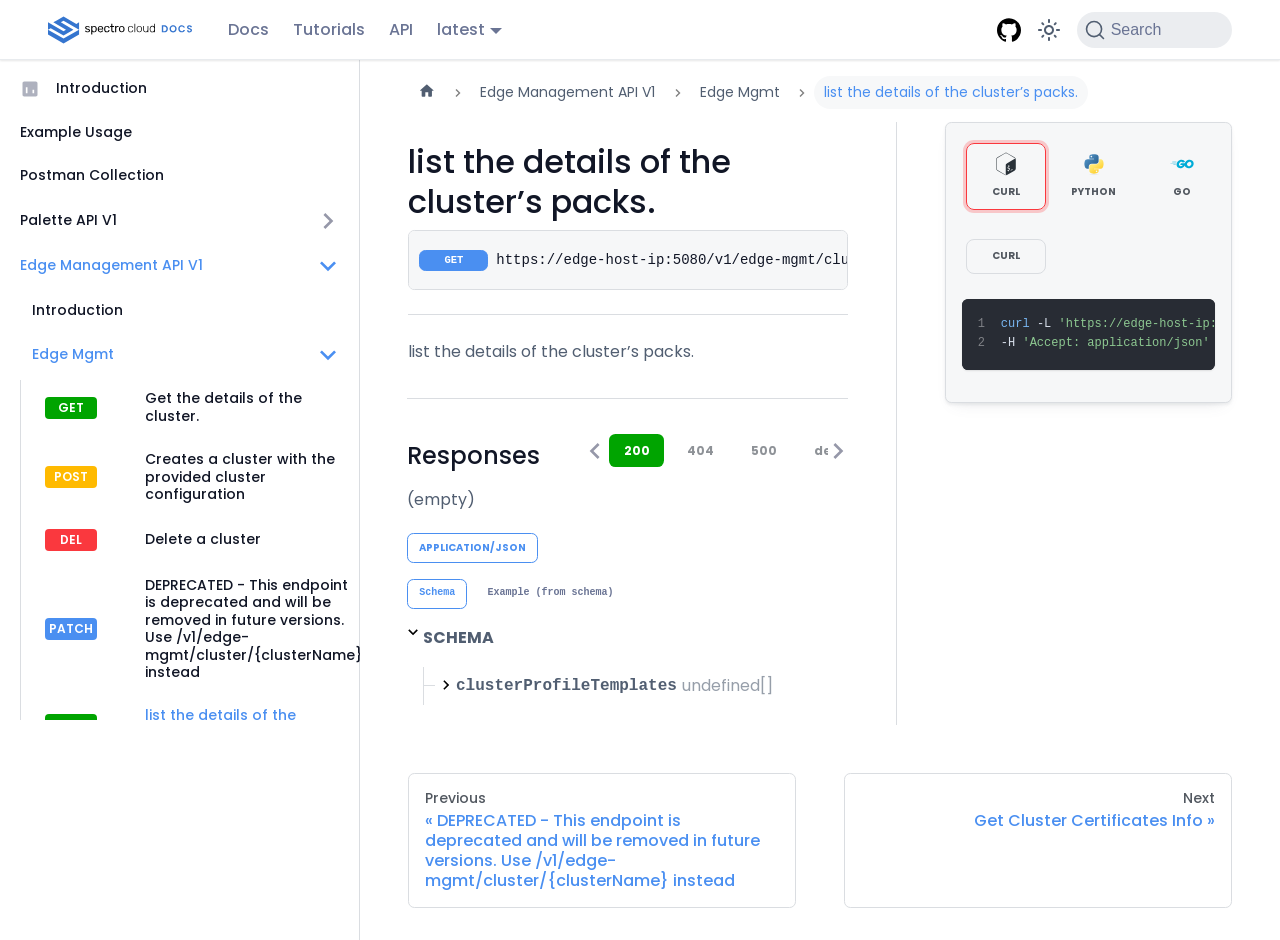 spectro cloud DOCS
Docs
Tutorials
API
latest
Search
Introduction
Example Usage
Postman Collection
Palette API V1
Edge Management API V1
Introduction
Edge Mgmt
GET
Get the details of the
cluster.
POST
Creates a cluster with the
provided cluster
configuration
DEL
Delete a cluster
PATCH
DEPRECATED - This endpoint
is deprecated and will be
removed in future versions.
Use /v1/edge-
mgmt/cluster/{clusterName}
instead
list the details of the
Edge Management API V1
Edge Mgmt
list the details of the cluster’s packs.
list the details of the
cluster’s packs.
GET
https://edge-host-ip:5080/v1/edge-mgmt/clu
list the details of the cluster’s packs.
Responses
200
404
500
de
(empty)
APPLICATION/JSON
Schema
Example (from schema)
SCHEMA
clusterProfileTemplates undefined[]
CURL
PYTHON
GO
CURL
1 curl -L 'https://edge-host-ip:
2 -H 'Accept: application/json'
Previous
« DEPRECATED - This endpoint is
deprecated and will be removed in future
versions. Use /v1/edge-
mgmt/cluster/{clusterName} instead
Next
Get Cluster Certificates Info »